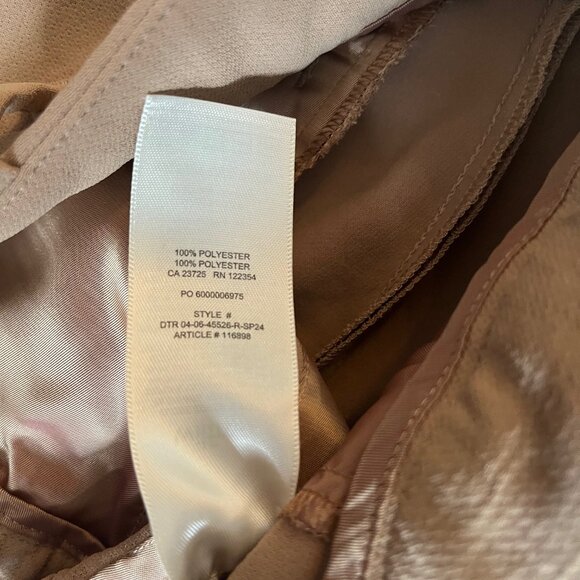 100% POLYESTER
100% POLYESTER
CA 23725 RN 122354
PO 6000006975
STYLE #
DTR 04-06-45526-R-SP24
ARTICLE # 116898